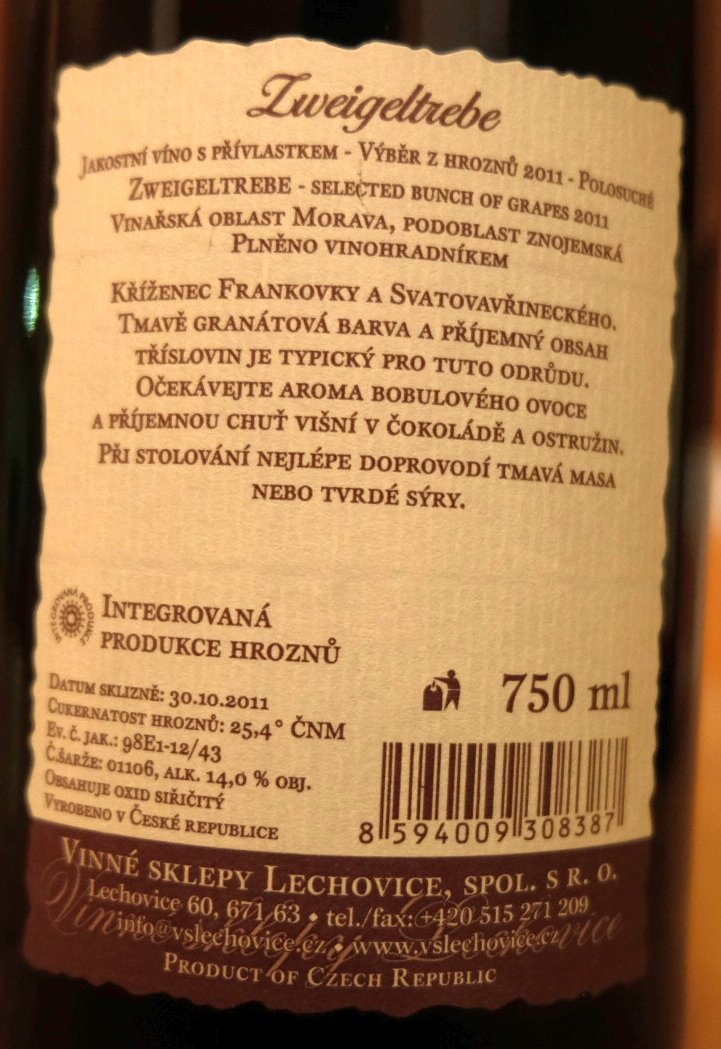 Zweigeltrebe
Jakostní víno s přívlastkem - Výběr z hroznů 2011 - Polosuché
Zweigeltrebe - selected bunch of grapes 2011
Vinařská oblast Morava, podoblast znojemská
Plněno vinohradníkem
Kříženec Frankovky a Svatovavřineckého.
Tmavě granátová barva a příjemný obsah
tříslovin je typický pro tuto odrůdu.
Očekávejte aroma bobulového ovoce
a příjemnou chuť višní v čokoládě a ostružin.
Při stolování nejlépe doprovodí tmavá masa
nebo tvrdé sýry.
INTEGROVANÁ PRODUKCE
Integrovaná
produkce hroznů
Datum sklizně: 30.10.2011
Cukernatost hroznů: 25,4° ČNM
Ev. č. jak.: 98E1-12/43
Č.šarže: 01106, alk. 14,0 % obj.
Obsahuje oxid siřičitý
Vyrobeno v České republice
750 ml
8 594009 308387
Vinné sklepy Lechovice, spol. s r. o.
Lechovice 60, 671 63 • tel./fax: +420 515 271 209
info@vslechovice.cz • www.vslechovice.cz
Vinné sklepy Lechovice
Product of Czech Republic